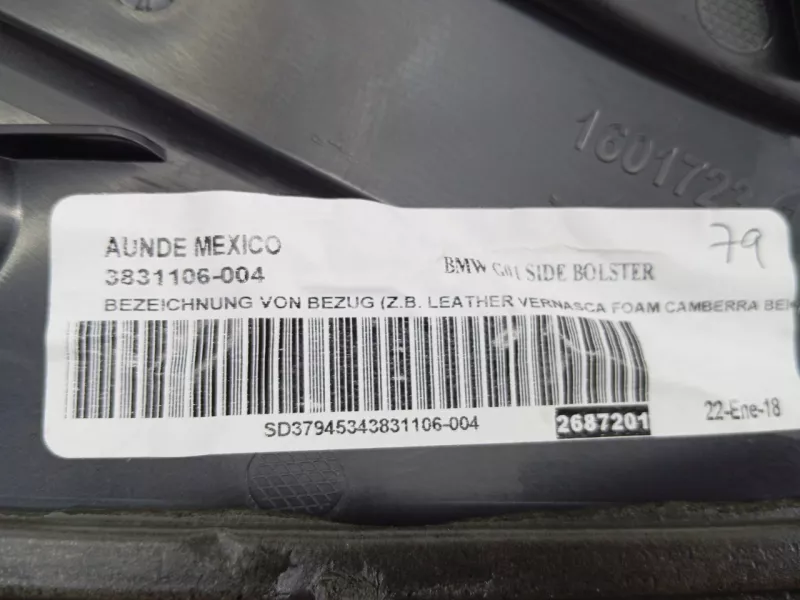 1601723
AUNDE MEXICO
79
3831106-004
BMW G01 SIDE BOLSTER
BEZEICHNUNG VON BEZUG (Z.B. LEATHER VERNASCA FOAM CAMBERRA
SD37945343831106-004
2687201
22-Ene-18